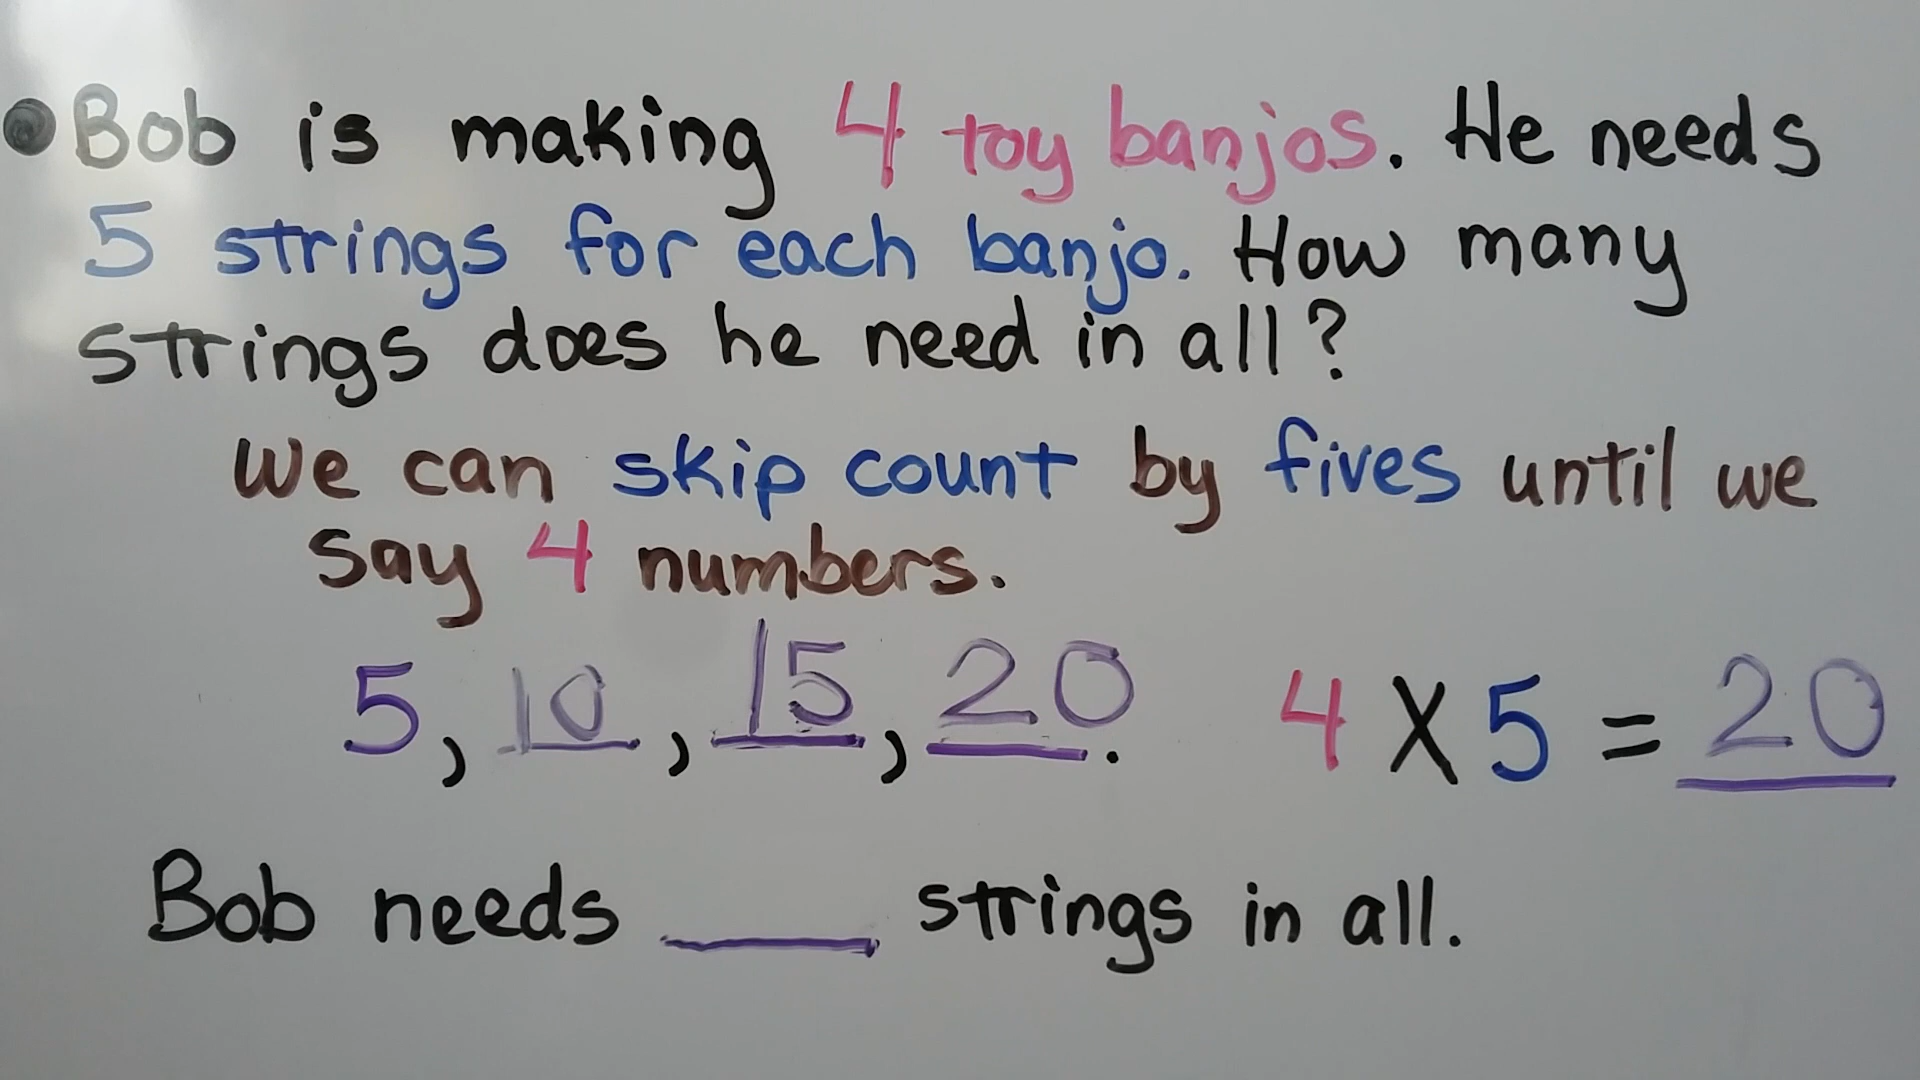 Bob is making 4 toy banjos. He needs
5 strings for each banjo. How many
strings does he need in all?
We can skip count by fives until we
say 4 numbers.
5, 10, 15, 20. 4 X 5 = 20
Bob needs ___ strings in all.